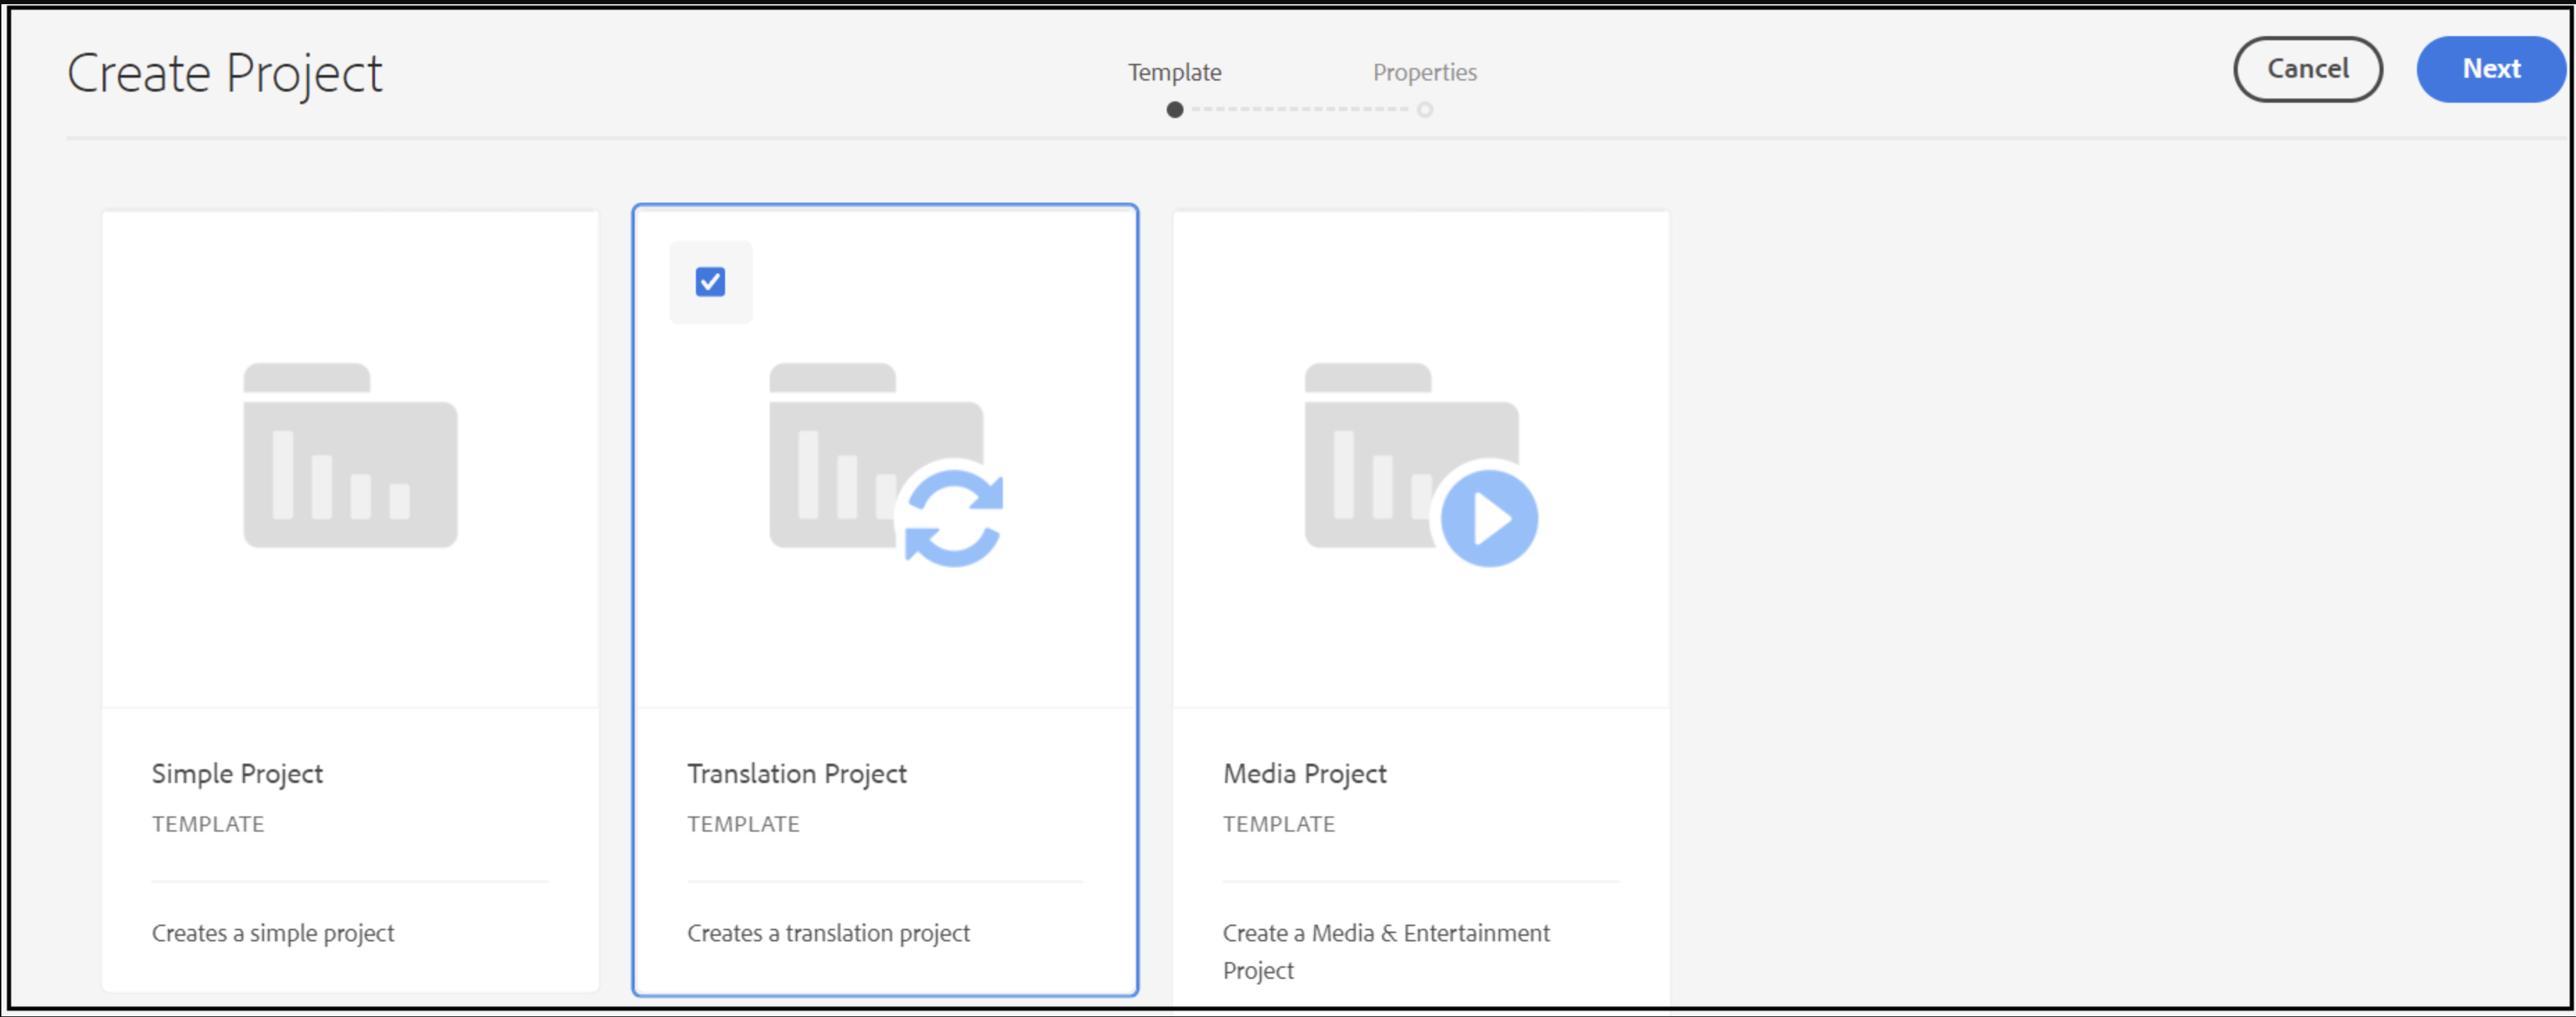 Create Project
Template
Properties
Cancel
Next
Simple Project
TEMPLATE
Creates a simple project
Translation Project
TEMPLATE
Creates a translation project
Media Project
TEMPLATE
Create a Media & Entertainment
Project